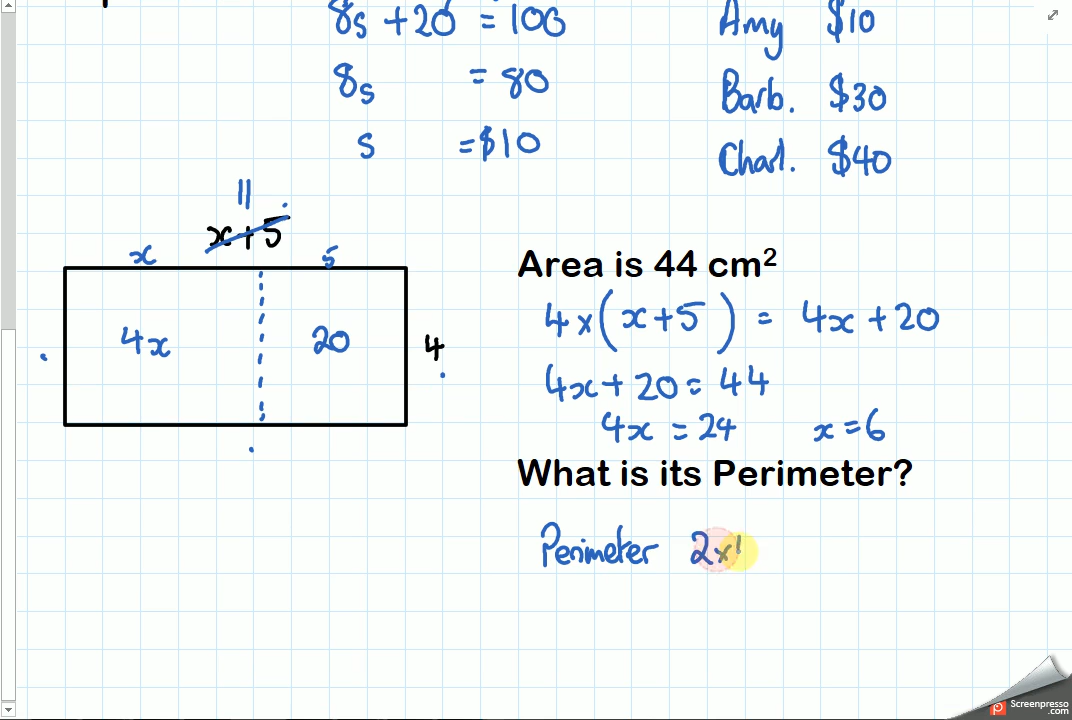 8s + 20 = 100
8s = 80
s = $10
Amy $10
Barb. $30
Charl. $40
11
x+5
x 5
4x 20 4
Area is 44 cm²
4 × (x+5) = 4x + 20
4x + 20 = 44
4x = 24 x = 6
What is its Perimeter?
Perimeter 2×1
Screenpresso
.com